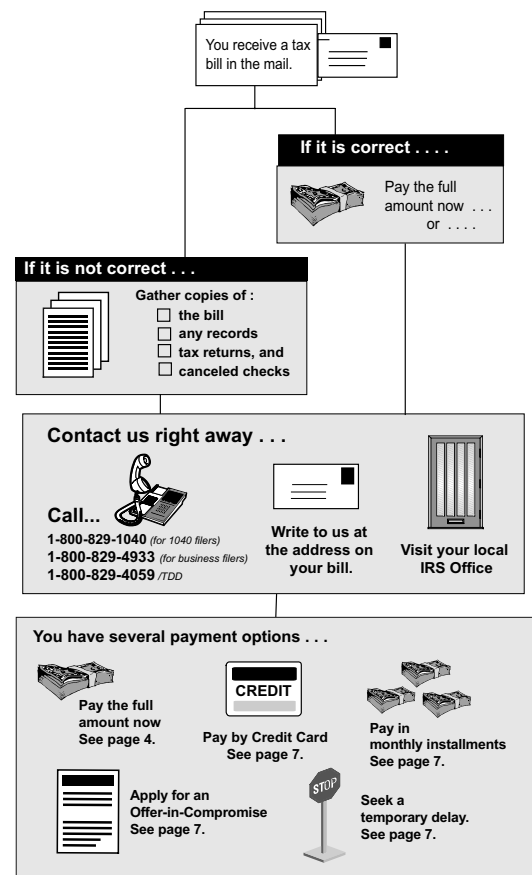 You receive a tax
bill in the mail.
If it is correct . . . .
Pay the full
amount now . . .
or . . . .
If it is not correct . . .
Gather copies of :
the bill
any records
tax returns, and
canceled checks
Contact us right away . . .
Call...
1-800-829-1040 (for 1040 filers)
1-800-829-4933 (for business filers)
1-800-829-4059 /TDD
Write to us at
the address on
your bill.
Visit your local
IRS Office
You have several payment options . . .
Pay the full
amount now
See page 4.
CREDIT
Pay by Credit Card
See page 7.
Pay in
monthly installments
See page 7.
Apply for an
Offer-in-Compromise
See page 7.
STOP
Seek a
temporary delay.
See page 7.